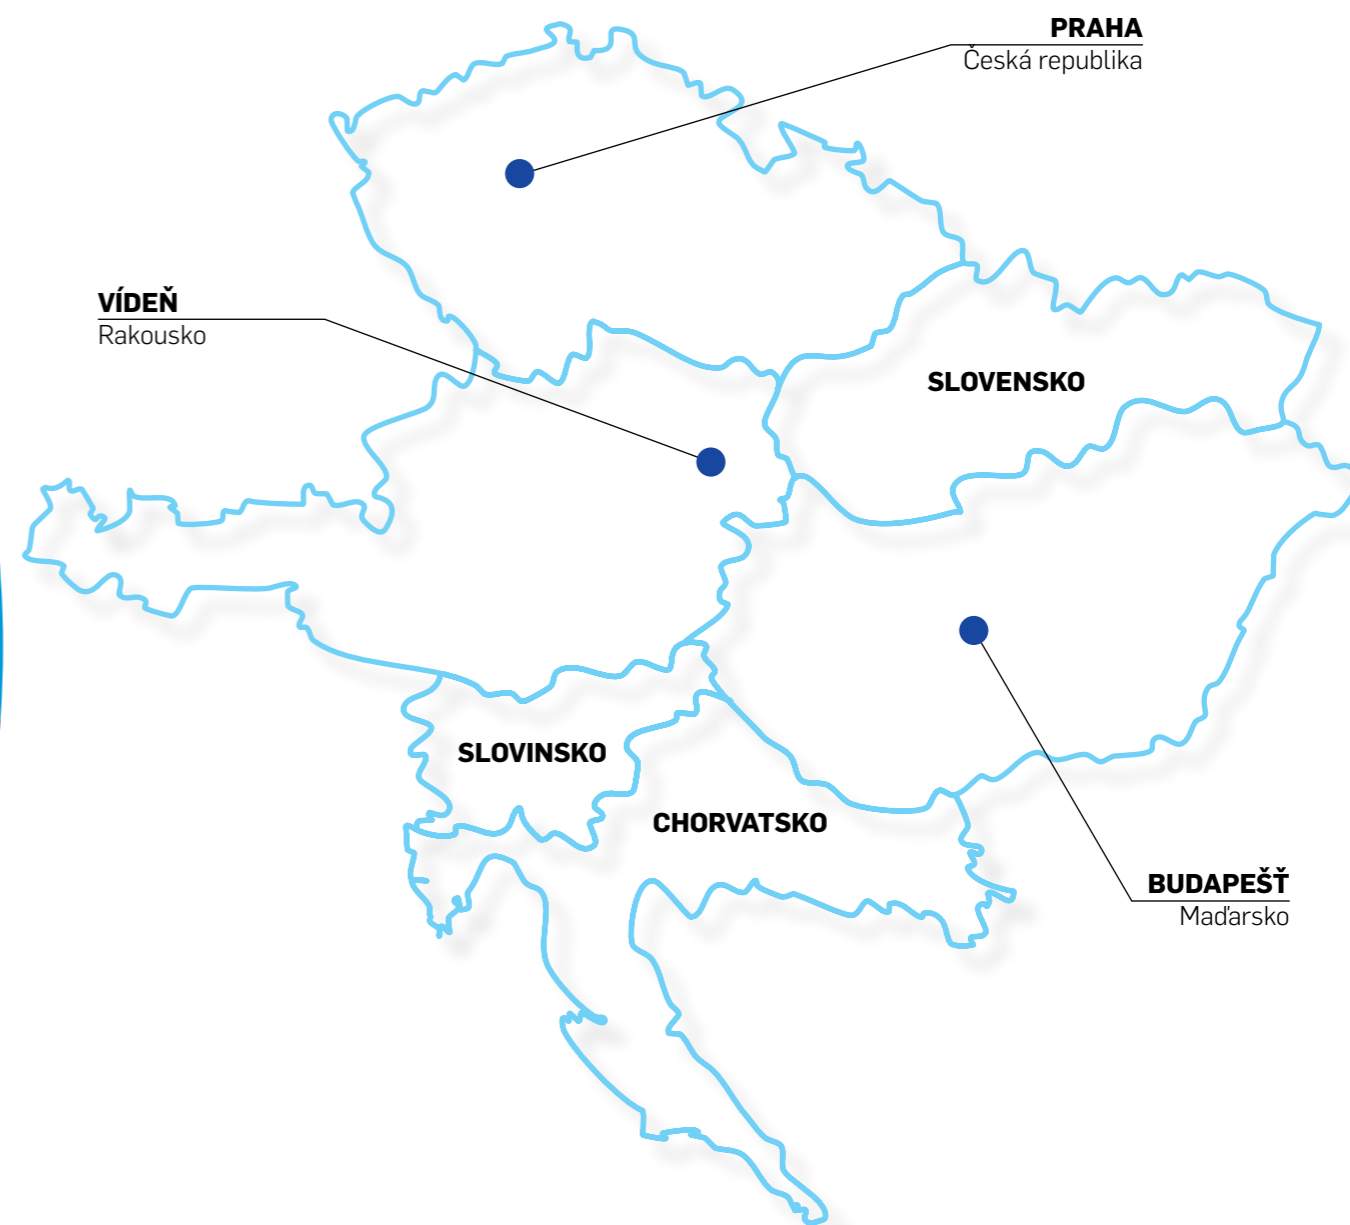 PRAHA
Česká republika
VÍDEŇ
Rakousko
SLOVENSKO
SLOVINSKO
CHORVATSKO
BUDAPEŠŤ
Maďarsko